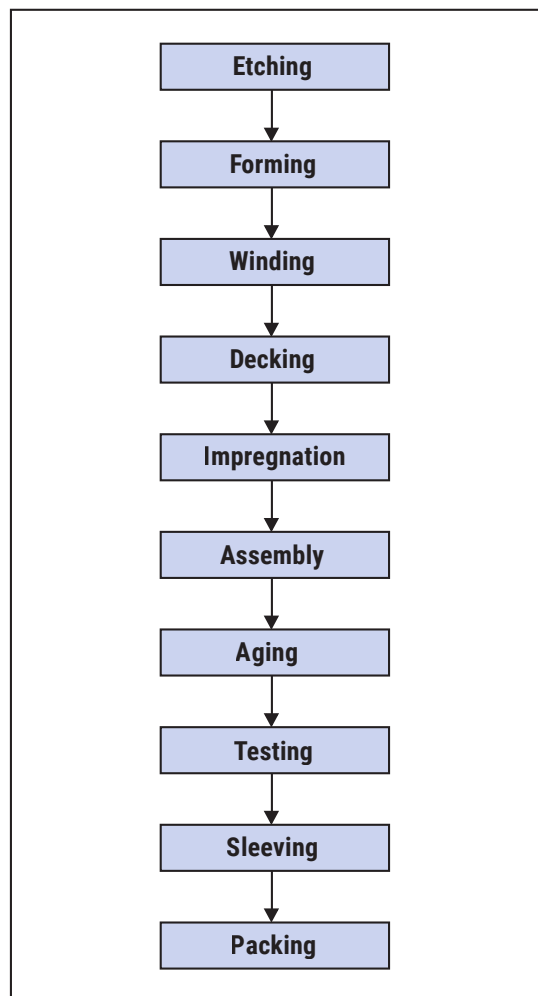 Etching
Forming
Winding
Decking
Impregnation
Assembly
Aging
Testing
Sleeving
Packing